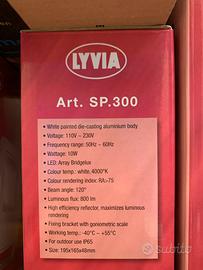 LYVIA
Art. SP.300
• White painted die-casting aluminium body
• Voltage: 110V ~ 230V
• Frequency range: 50Hz ~ 60Hz
• Wattage: 10W
• LED: Array Bridgelux
• Colour temp: white, 4000°K
• Colour rendering index: RA>75
• Beam angle: 120°
• Luminous flux: 800 lm
• High efficiency reflector, maximizes luminous
rendering
• Fixing bracket with goniometric scale
• Working temp.: -40°C ~ +55°C
• For outdoor use IP65
• Size: 195x165x48mm
subito